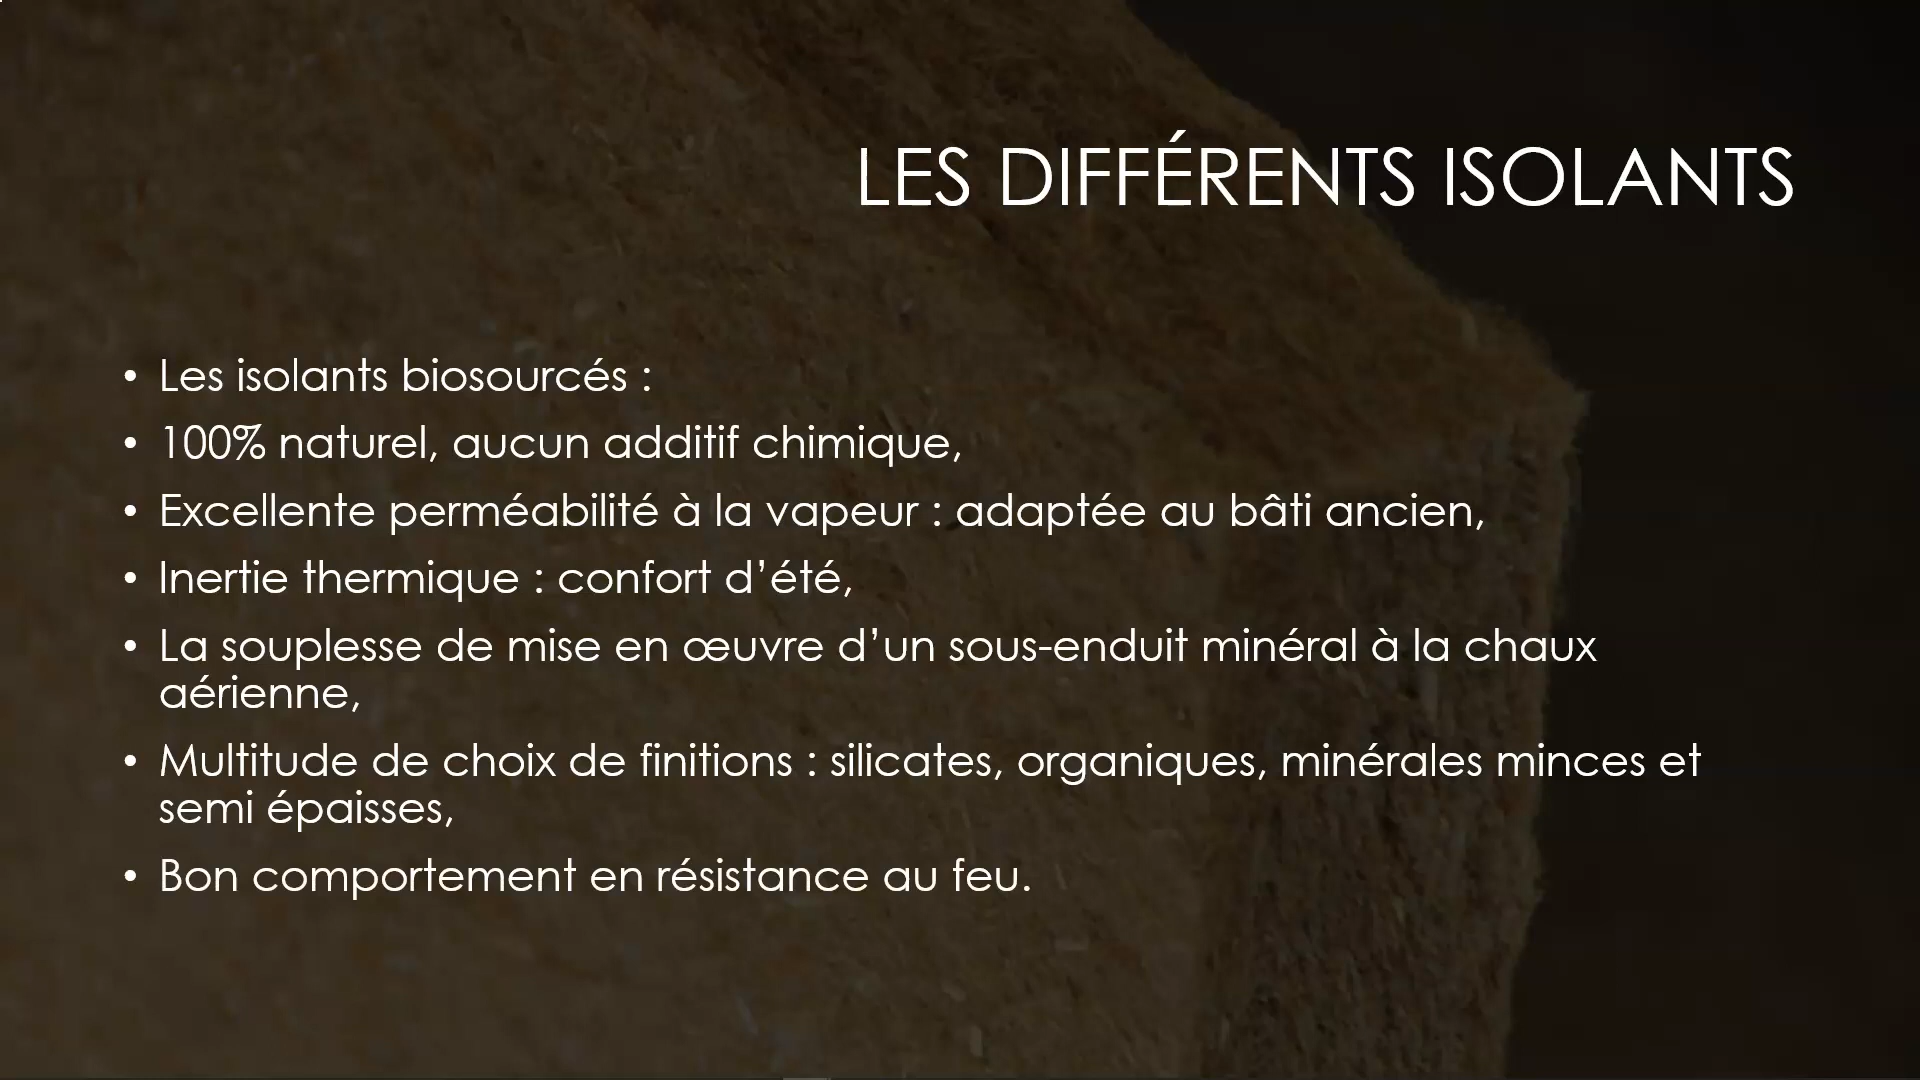 LES DIFFÉRENTS ISOLANTS
• Les isolants biosourcés :
• 100% naturel, aucun additif chimique,
• Excellente perméabilité à la vapeur : adaptée au bâti ancien,
• Inertie thermique : confort d’été,
• La souplesse de mise en œuvre d’un sous-enduit minéral à la chaux
aérienne,
• Multitude de choix de finitions : silicates, organiques, minérales minces et
semi épaisses,
• Bon comportement en résistance au feu.